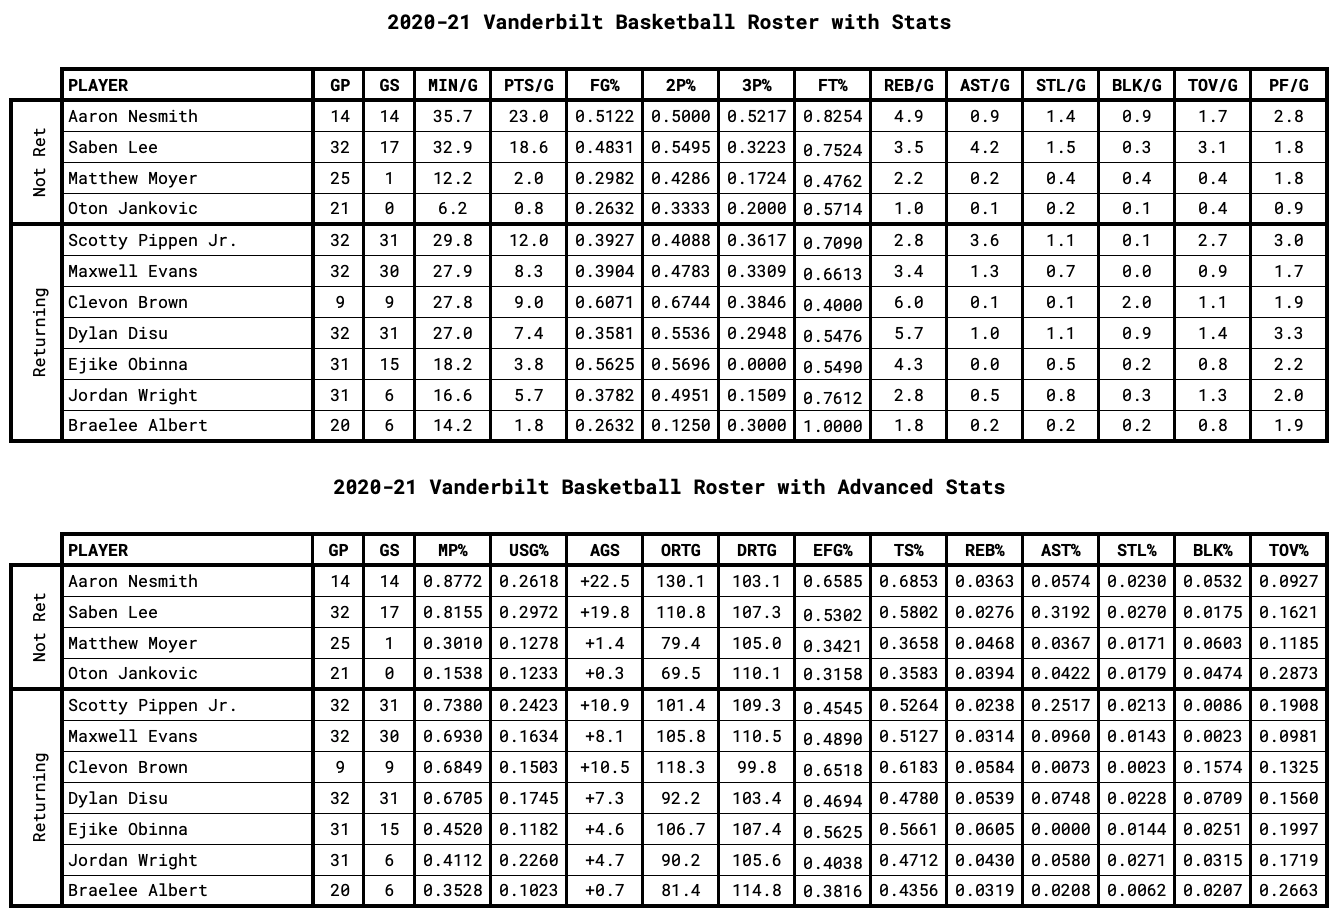 2020-21 Vanderbilt Basketball Roster with Stats
PLAYER GP GS MIN/G PTS/G FG% 2P% 3P% FT% REB/G AST/G STL/G BLK/G TOV/G PF/G
Not Ret
Aaron Nesmith 14 14 35.7 23.0 0.5122 0.5000 0.5217 0.8254 4.9 0.9 1.4 0.9 1.7 2.8
Saben Lee 32 17 32.9 18.6 0.4831 0.5495 0.3223 0.7524 3.5 4.2 1.5 0.3 3.1 1.8
Matthew Moyer 25 1 12.2 2.0 0.2982 0.4286 0.1724 0.4762 2.2 0.2 0.4 0.4 0.4 1.8
Oton Jankovic 21 0 6.2 0.8 0.2632 0.3333 0.2000 0.5714 1.0 0.1 0.2 0.1 0.4 0.9
Returning
Scotty Pippen Jr. 32 31 29.8 12.0 0.3927 0.4088 0.3617 0.7090 2.8 3.6 1.1 0.1 2.7 3.0
Maxwell Evans 32 30 27.9 8.3 0.3904 0.4783 0.3309 0.6613 3.4 1.3 0.7 0.0 0.9 1.7
Clevon Brown 9 9 27.8 9.0 0.6071 0.6744 0.3846 0.4000 6.0 0.1 0.1 2.0 1.1 1.9
Dylan Disu 32 31 27.0 7.4 0.3581 0.5536 0.2948 0.5476 5.7 1.0 1.1 0.9 1.4 3.3
Ejike Obinna 31 15 18.2 3.8 0.5625 0.5696 0.0000 0.5490 4.3 0.0 0.5 0.2 0.8 2.2
Jordan Wright 31 6 16.6 5.7 0.3782 0.4951 0.1509 0.7612 2.8 0.5 0.8 0.3 1.3 2.0
Braelee Albert 20 6 14.2 1.8 0.2632 0.1250 0.3000 1.0000 1.8 0.2 0.2 0.2 0.8 1.9
2020-21 Vanderbilt Basketball Roster with Advanced Stats
PLAYER GP GS MP% USG% AGS ORTG DRTG EFG% TS% REB% AST% STL% BLK% TOV%
Not Ret
Aaron Nesmith 14 14 0.8772 0.2618 +22.5 130.1 103.1 0.6585 0.6853 0.0363 0.0574 0.0230 0.0532 0.0927
Saben Lee 32 17 0.8155 0.2972 +19.8 110.8 107.3 0.5302 0.5802 0.0276 0.3192 0.0270 0.0175 0.1621
Matthew Moyer 25 1 0.3010 0.1278 +1.4 79.4 105.0 0.3421 0.3658 0.0468 0.0367 0.0171 0.0603 0.1185
Oton Jankovic 21 0 0.1538 0.1233 +0.3 69.5 110.1 0.3158 0.3583 0.0394 0.0422 0.0179 0.0474 0.2873
Returning
Scotty Pippen Jr. 32 31 0.7380 0.2423 +10.9 101.4 109.3 0.4545 0.5264 0.0238 0.2517 0.0213 0.0086 0.1908
Maxwell Evans 32 30 0.6930 0.1634 +8.1 105.8 110.5 0.4890 0.5127 0.0314 0.0960 0.0143 0.0023 0.0981
Clevon Brown 9 9 0.6849 0.1503 +10.5 118.3 99.8 0.6518 0.6183 0.0584 0.0073 0.0023 0.1574 0.1325
Dylan Disu 32 31 0.6705 0.1745 +7.3 92.2 103.4 0.4694 0.4780 0.0539 0.0748 0.0228 0.0709 0.1560
Ejike Obinna 31 15 0.4520 0.1182 +4.6 106.7 107.4 0.5625 0.5661 0.0605 0.0000 0.0144 0.0251 0.1997
Jordan Wright 31 6 0.4112 0.2260 +4.7 90.2 105.6 0.4038 0.4712 0.0430 0.0580 0.0271 0.0315 0.1719
Braelee Albert 20 6 0.3528 0.1023 +0.7 81.4 114.8 0.3816 0.4356 0.0319 0.0208 0.0062 0.0207 0.2663